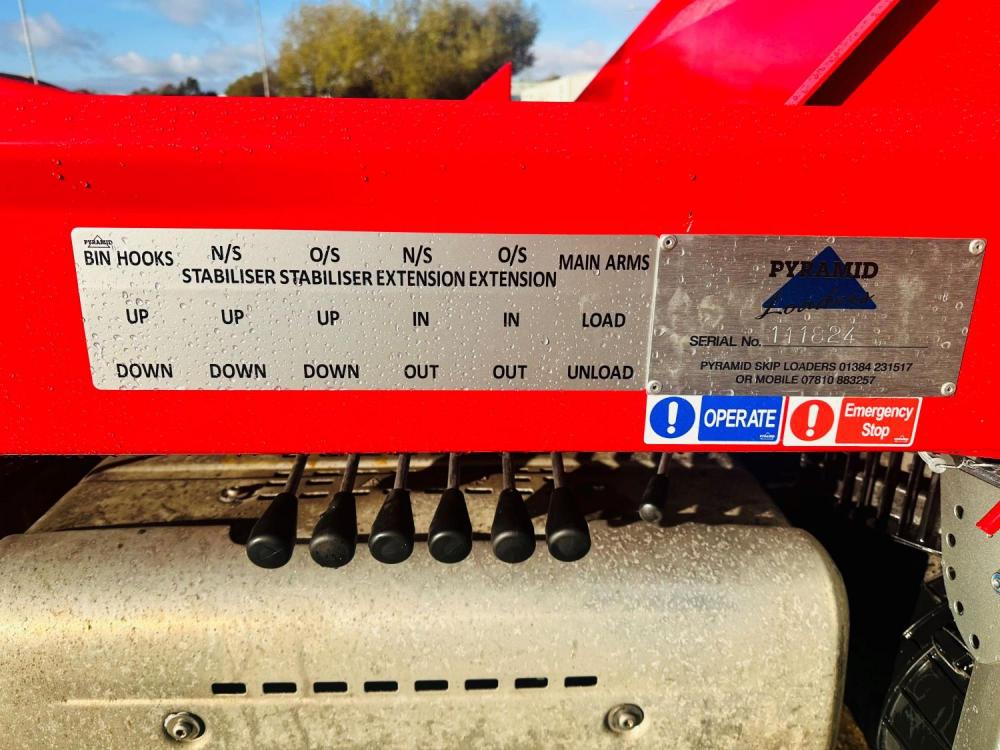 PYRAMID
BIN HOOKS
N/S
STABILISER
O/S
STABILISER
N/S
EXTENSION
O/S
EXTENSION
MAIN ARMS
UP UP UP IN IN LOAD
DOWN DOWN DOWN OUT OUT UNLOAD
PYRAMID
Loaders
SERIAL No. 111824
PYRAMID SKIP LOADERS 01384 231517
OR MOBILE 07810 883257
! OPERATE
! Emergency
Stop